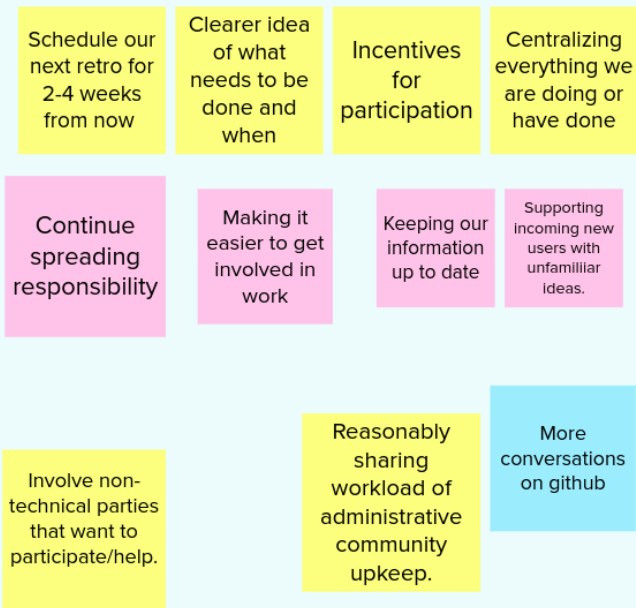 Schedule our
next retro for
2-4 weeks
from now
Clearer idea
of what
needs to be
done and
when
Incentives
for
participation
Centralizing
everything we
are doing or
have done
Continue
spreading
responsibility
Making it
easier to get
involved in
work
Keeping our
information
up to date
Supporting
incoming new
users with
unfamiliiar
ideas.
Involve non-
technical parties
that want to
participate/help.
Reasonably
sharing
workload of
administrative
community
upkeep.
More
conversations
on github